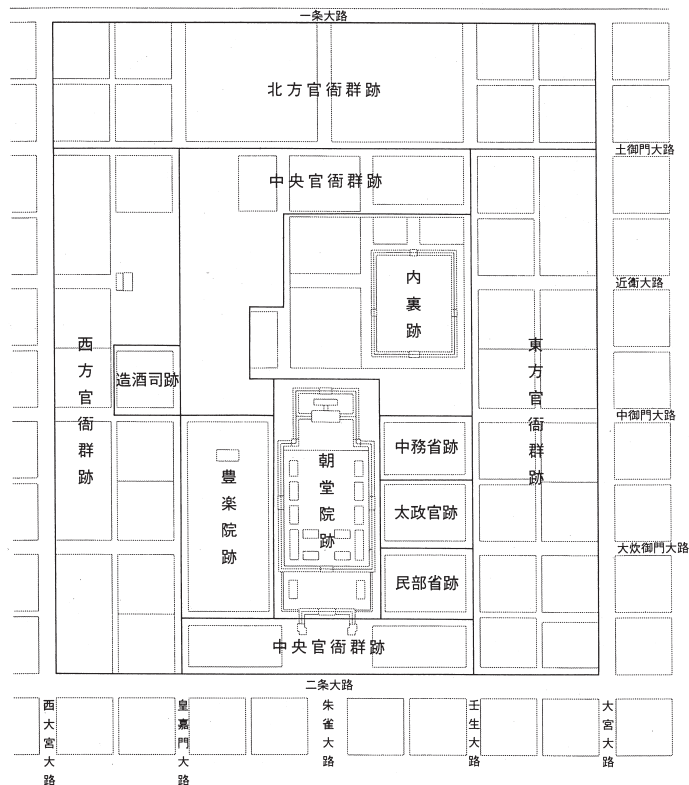 一条大路
北方官衙群跡
土御門大路
中央官衙群跡
内裏跡
近衛大路
西方官衙群跡
造酒司跡
東方官衙群跡
中御門大路
豊楽院跡
朝堂院跡
中務省跡
太政官跡
大炊御門大路
民部省跡
中央官衙群跡
二条大路
西大宮大路
皇嘉門大路
朱雀大路
壬生大路
大宮大路